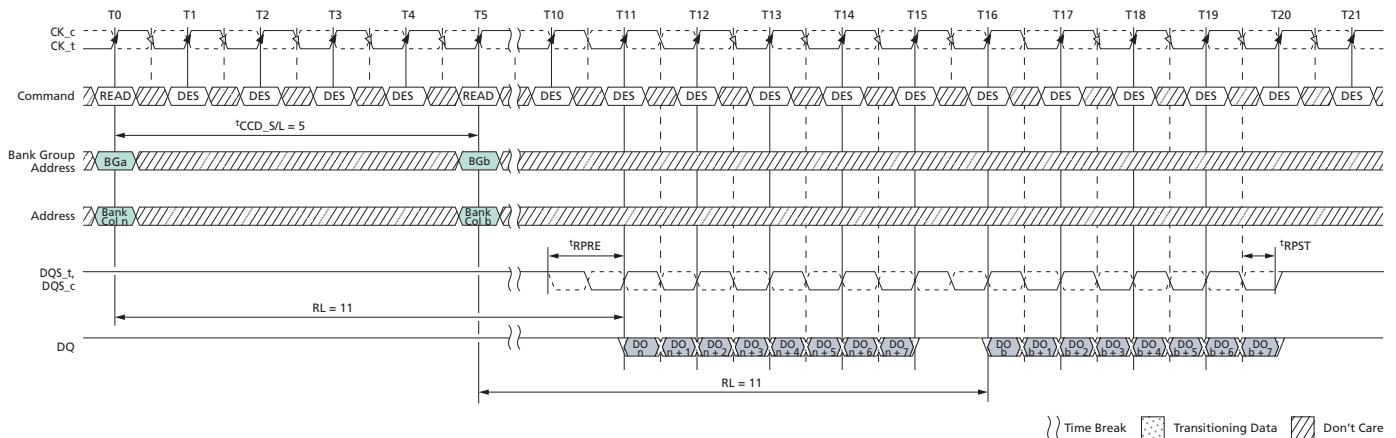 T0 T1 T2 T3 T4 T5 T10 T11 T12 T13 T14 T15 T16 T17 T18 T19 T20 T21
CK_c
CK_t
Command READ DES DES DES DES READ DES DES DES DES DES DES DES DES DES DES DES DES
tCCD_S/L = 5
Bank Group
Address
BGa BGb
Address
Bank
Col n
Bank
Col b
tRPRE tRPST
DQS_t,
DQS_c
RL = 11
DQ
DO
n
DO
n + 1
DO
n + 2
DO
n + 3
DO
n + 4
DO
n + 5
DO
n + 6
DO
n + 7
DO
b
DO
b + 1
DO
b + 2
DO
b + 3
DO
b + 4
DO
b + 5
DO
b + 6
DO
b + 7
RL = 11
Time Break Transitioning Data Don't Care